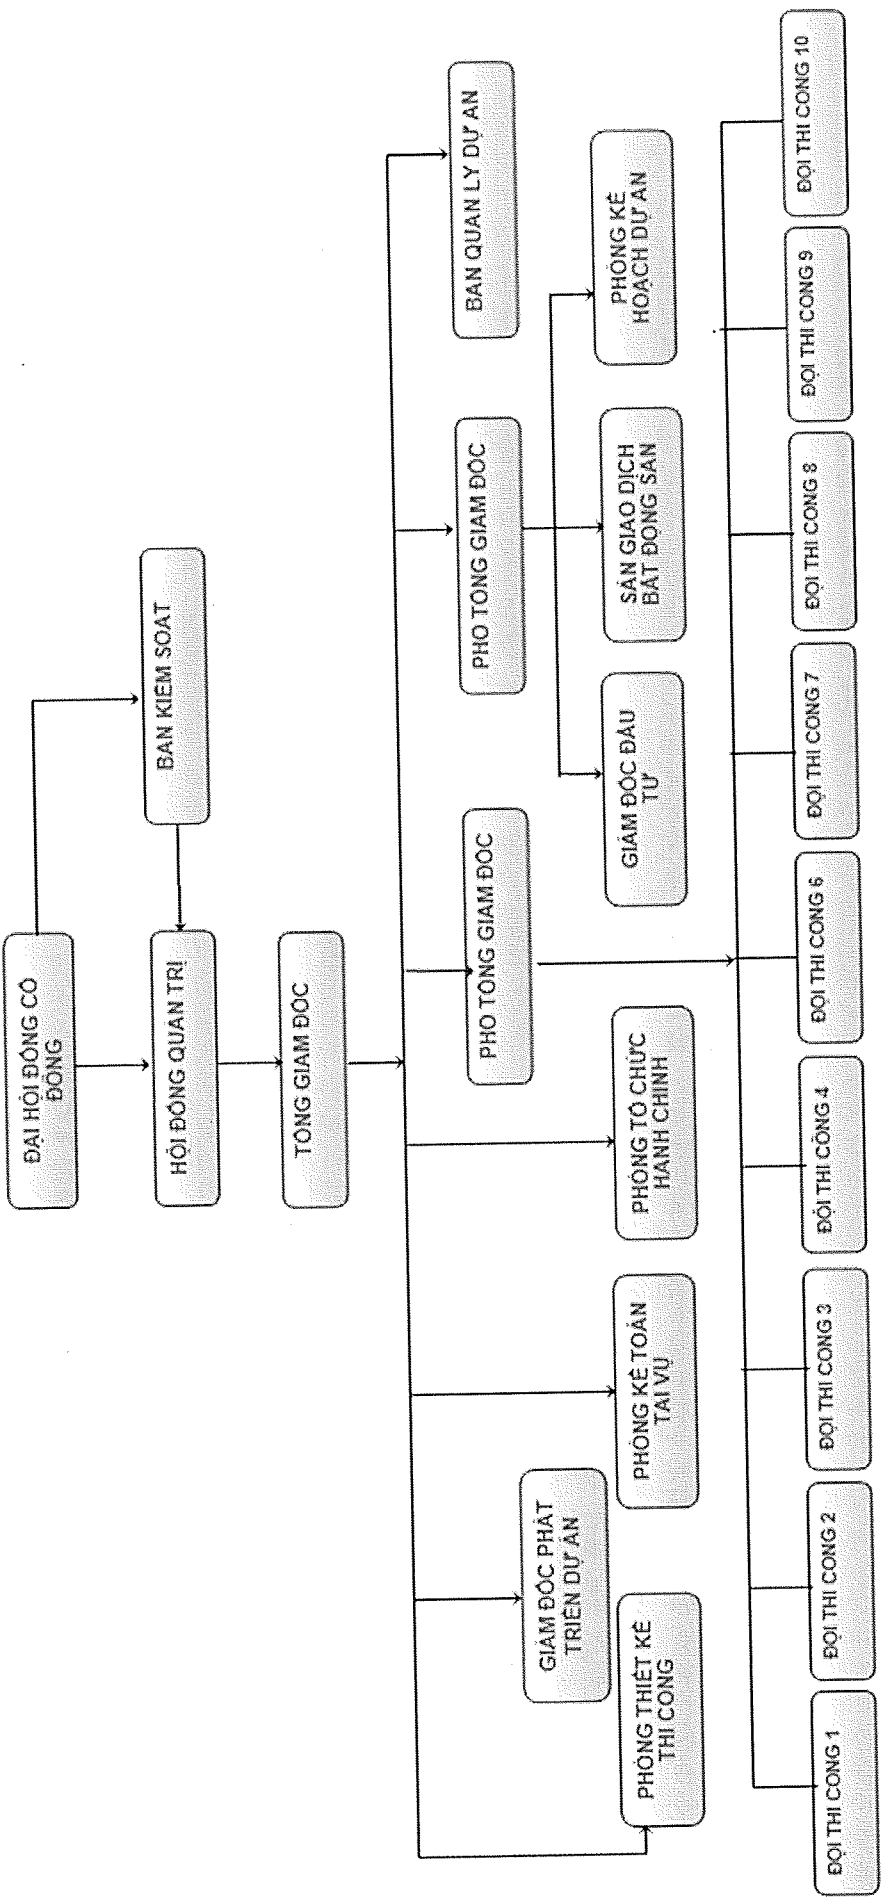 ĐẠI HỘI ĐỒNG CỔ
ĐÔNG
BAN KIỂM SOÁT
HỘI ĐỒNG QUẢN TRỊ
TỔNG GIÁM ĐỐC
PHÓ TỔNG GIÁM ĐỐC
PHÓ TỔNG GIÁM ĐỐC
BAN QUẢN LÝ DỰ ÁN
GIÁM ĐỐC PHÁT
TRIỂN DỰ ÁN
PHÒNG THIẾT KẾ
THI CÔNG
PHÒNG KẾ TOÁN
TÀI VỤ
PHÒNG TỔ CHỨC
HÀNH CHÍNH
GIÁM ĐỐC ĐẦU
TƯ
SÀN GIAO DỊCH
BẤT ĐỘNG SẢN
PHÒNG KẾ
HOẠCH DỰ ÁN
ĐỘI THI CÔNG 1
ĐỘI THI CÔNG 2
ĐỘI THI CÔNG 3
ĐỘI THI CÔNG 4
ĐỘI THI CÔNG 6
ĐỘI THI CÔNG 7
ĐỘI THI CÔNG 8
ĐỘI THI CÔNG 9
ĐỘI THI CÔNG 10